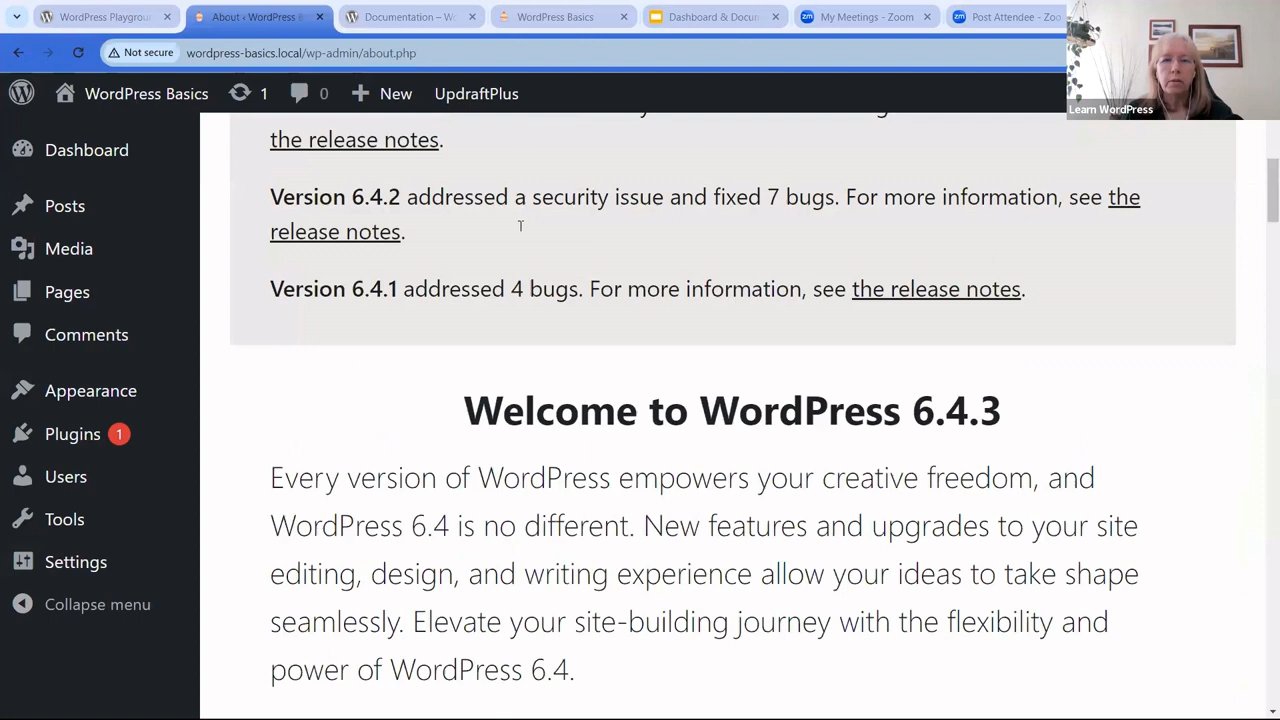 WordPress Playgroun
About ‹ WordPress B
Documentation – Wo
WordPress Basics
Dashboard & Docum
My Meetings - Zoom
Post Attendee - Zoo
Not secure
wordpress-basics.local/wp-admin/about.php
Learn WordPress
WordPress Basics
1
0
New
UpdraftPlus
Dashboard
Posts
Media
Pages
Comments
Appearance
Plugins 1
Users
Tools
Settings
Collapse menu
the release notes.
Version 6.4.2 addressed a security issue and fixed 7 bugs. For more information, see the
release notes.
Version 6.4.1 addressed 4 bugs. For more information, see the release notes.
Welcome to WordPress 6.4.3
Every version of WordPress empowers your creative freedom, and
WordPress 6.4 is no different. New features and upgrades to your site
editing, design, and writing experience allow your ideas to take shape
seamlessly. Elevate your site-building journey with the flexibility and
power of WordPress 6.4.